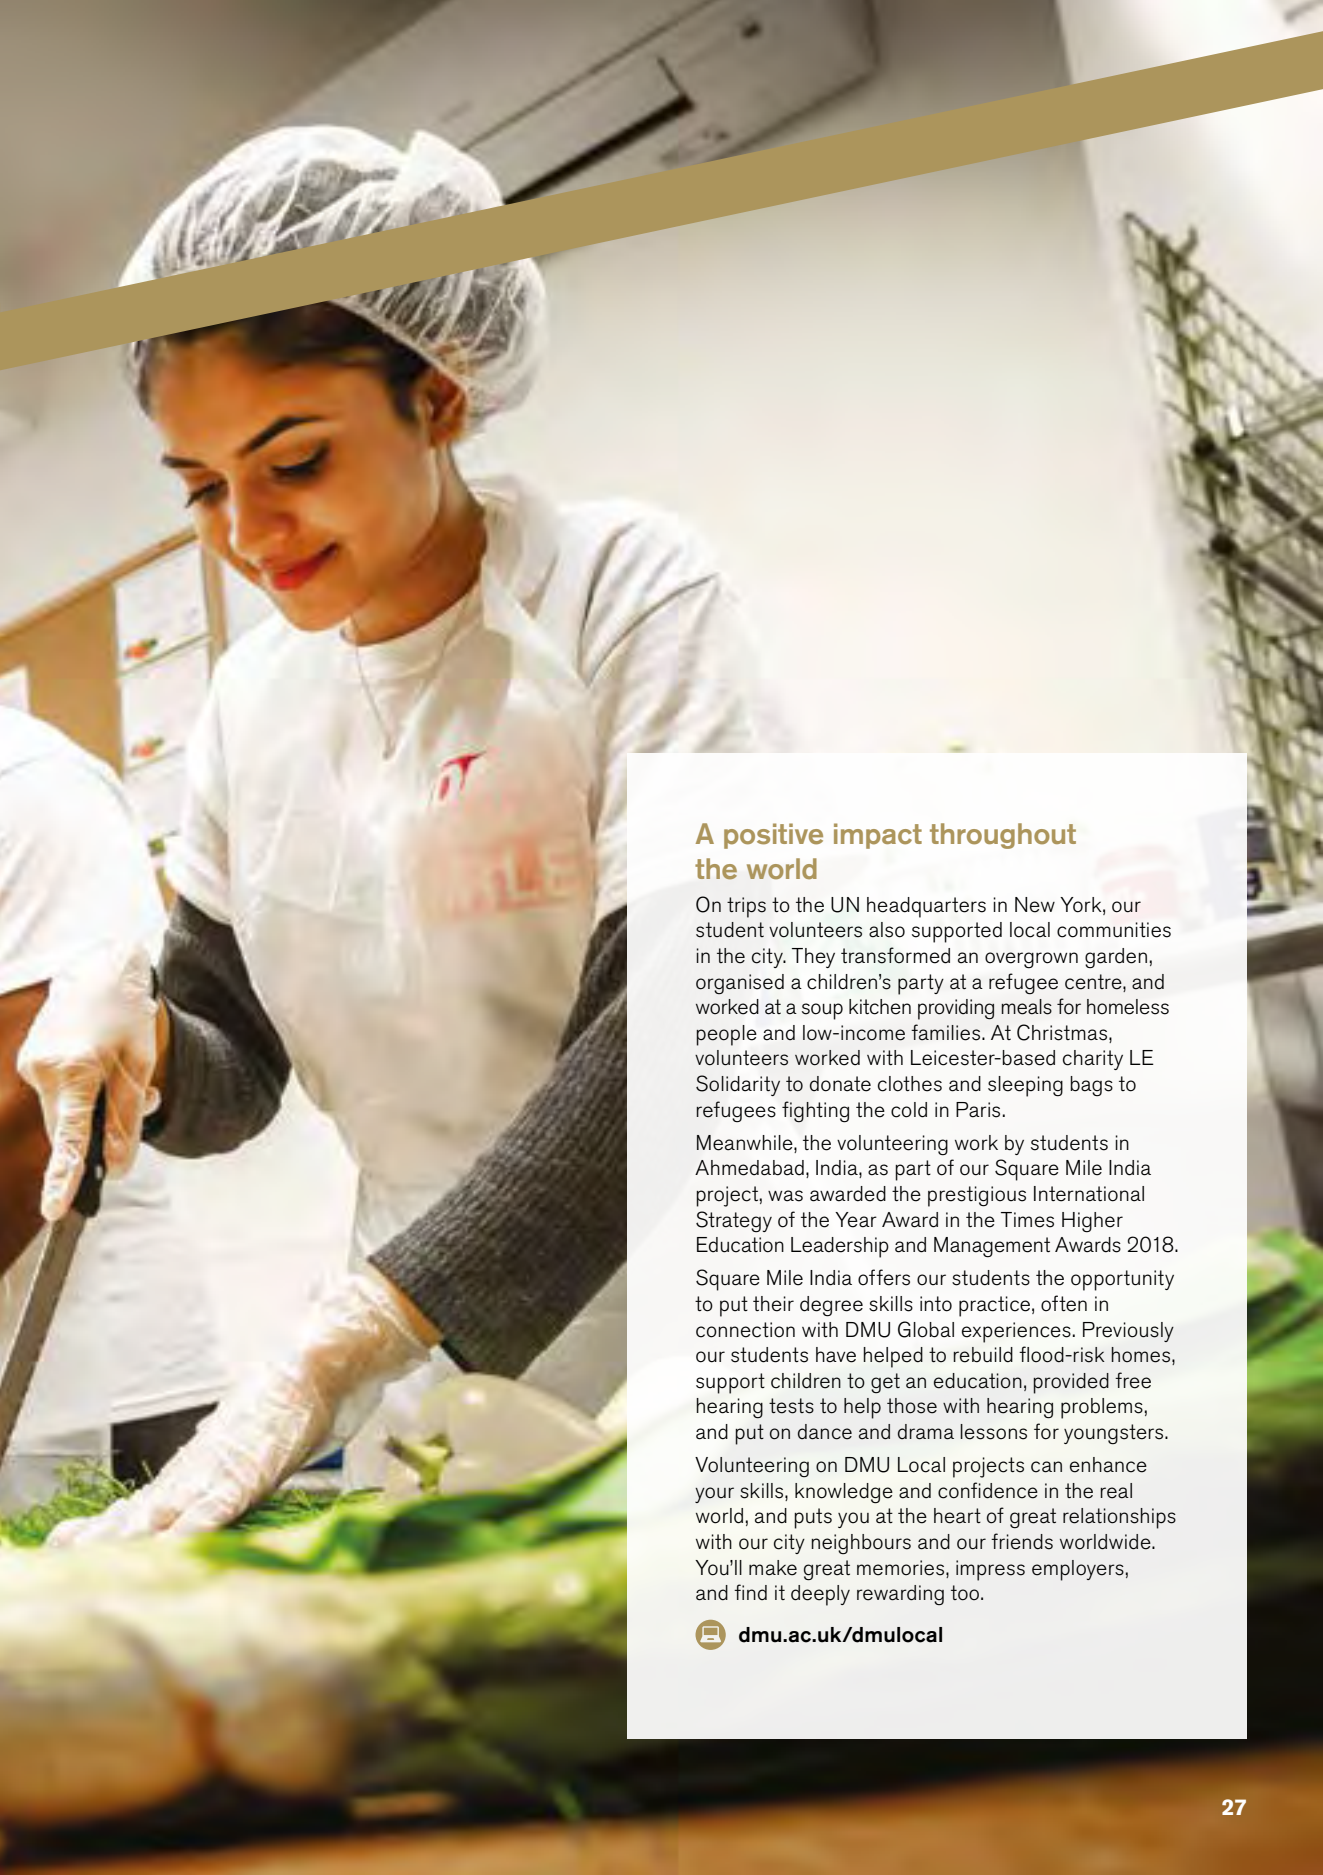 A positive impact throughout
the world
On trips to the UN headquarters in New York, our
student volunteers also supported local communities
in the city. They transformed an overgrown garden,
organised a children’s party at a refugee centre, and
worked at a soup kitchen providing meals for homeless
people and low-income families. At Christmas,
volunteers worked with Leicester-based charity LE
Solidarity to donate clothes and sleeping bags to
refugees fighting the cold in Paris.
Meanwhile, the volunteering work by students in
Ahmedabad, India, as part of our Square Mile India
project, was awarded the prestigious International
Strategy of the Year Award in the Times Higher
Education Leadership and Management Awards 2018.
Square Mile India offers our students the opportunity
to put their degree skills into practice, often in
connection with DMU Global experiences. Previously
our students have helped to rebuild flood-risk homes,
support children to get an education, provided free
hearing tests to help those with hearing problems,
and put on dance and drama lessons for youngsters.
Volunteering on DMU Local projects can enhance
your skills, knowledge and confidence in the real
world, and puts you at the heart of great relationships
with our city neighbours and our friends worldwide.
You’ll make great memories, impress employers,
and find it deeply rewarding too.
dmu.ac.uk/dmulocal
27